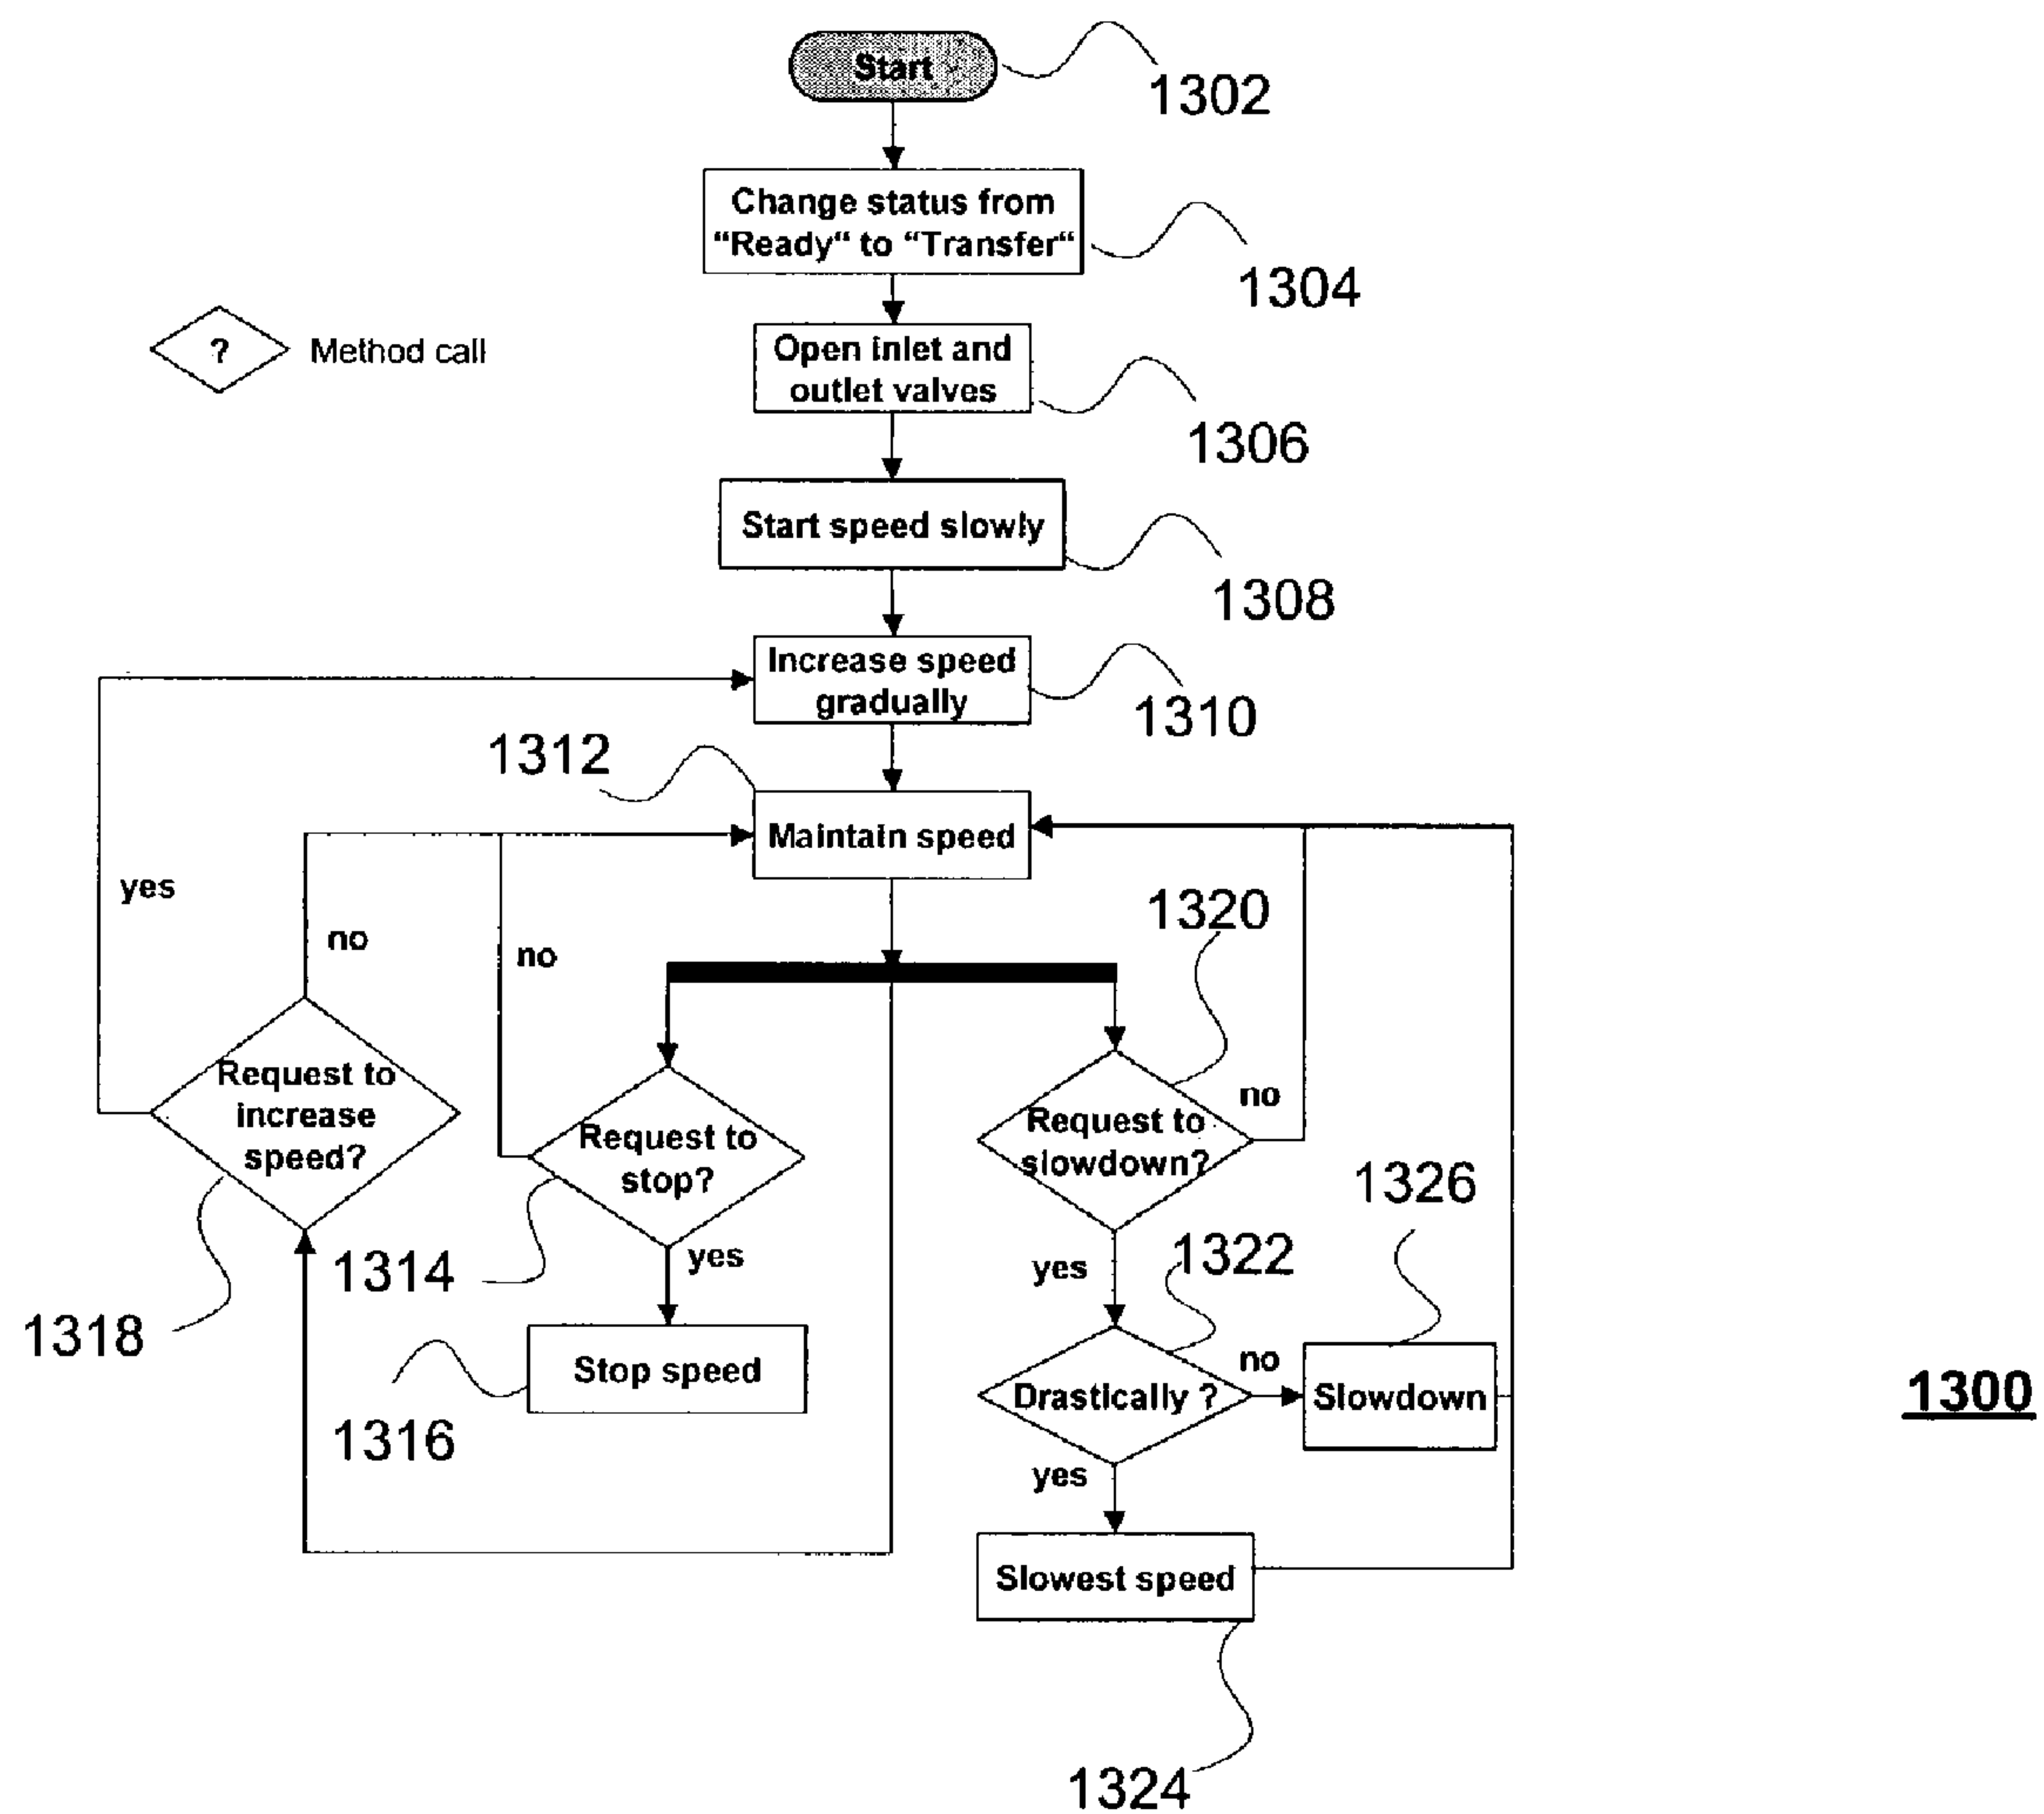 Start
1302
Change status from
“Ready“ to “Transfer“
1304
? Method call
Open inlet and
outlet valves
1306
Start speed slowly
1308
Increase speed
gradually
1310
1312
Maintain speed
yes
no
no
1320
Request to
increase
speed?
Request to
stop?
Request to
slowdown?
no
1326
1318
1314
yes
yes
1322
Stop speed
1316
Drastically ?
no
Slowdown
1300
yes
Slowest speed
1324